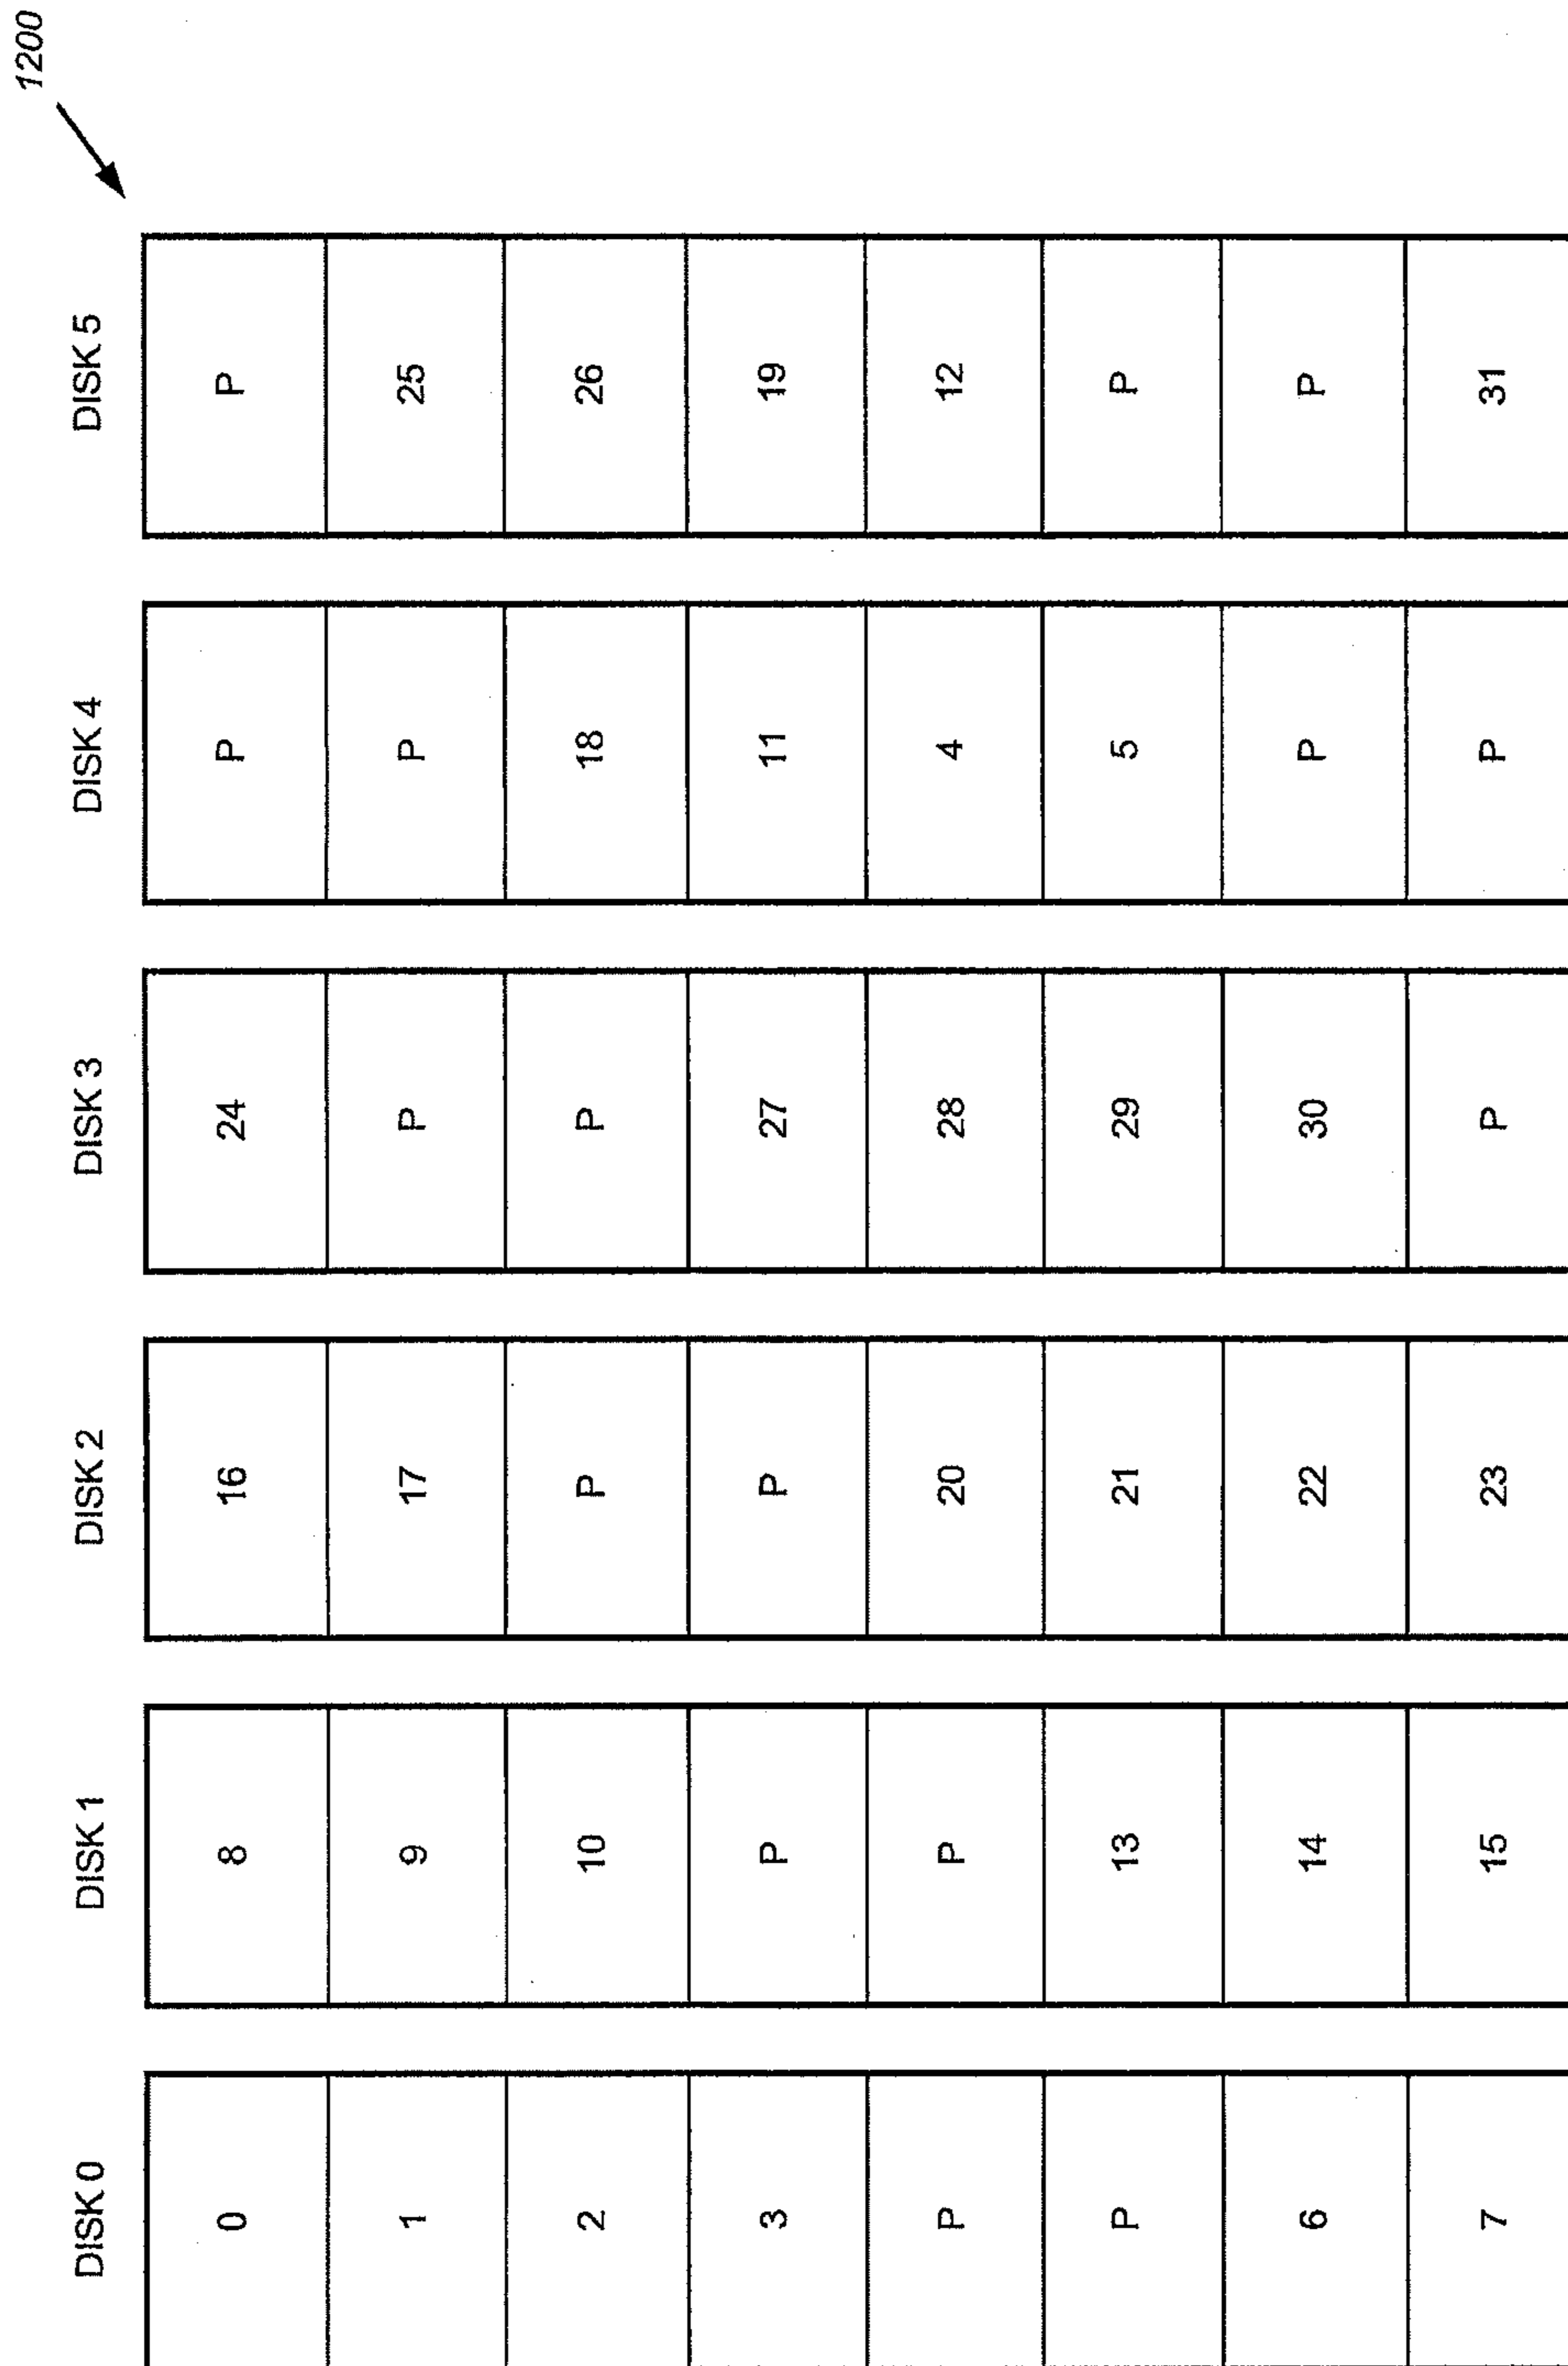 1200
DISK 0 DISK 1 DISK 2 DISK 3 DISK 4 DISK 5
0 8 16 24 P P
1 9 17 P P 25
2 10 P P 18 26
3 P P 27 11 19
P P 20 28 4 12
P 13 21 29 5 P
6 14 22 30 P P
7 15 23 P P 31